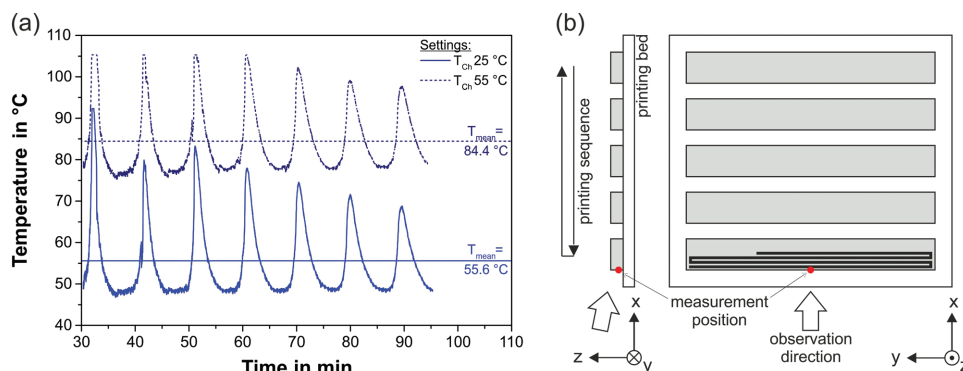 (a)
Temperature in °C
120
110
100
90
80
70
60
50
40
30
40
50
60
70
80
90
100
110
Time in min
Settings:
T_Ch 25 °C
T_Ch 55 °C
T_mean=
84.4 °C
T_mean=
55.6 °C
(b)
printing sequence
printing bed
measurement
position
observation
direction
x
z
y
x
y
z